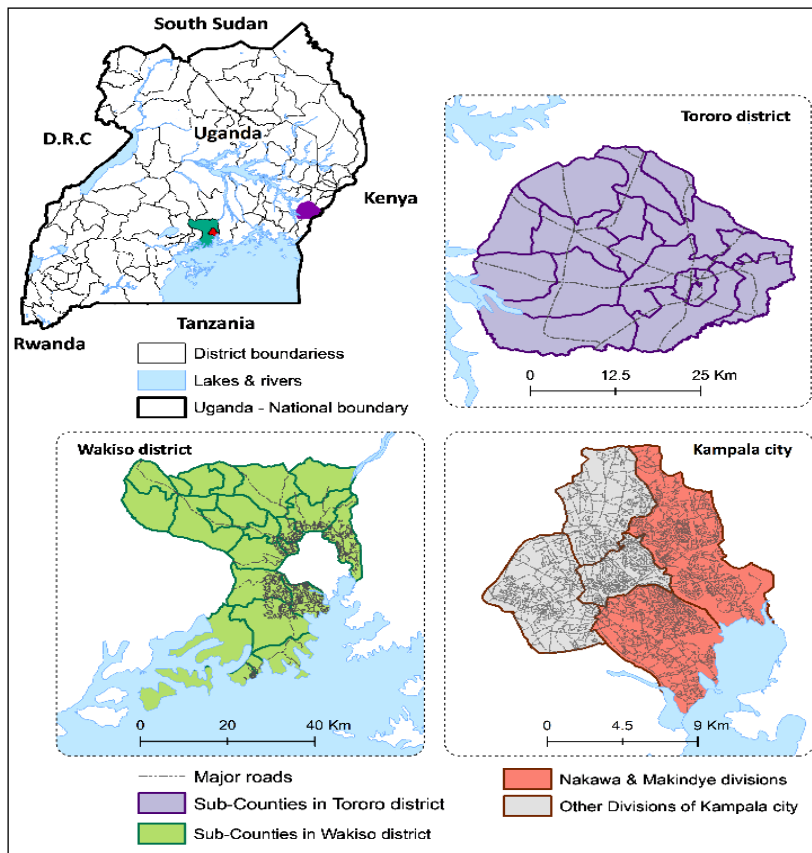 South Sudan
D.R.C
Uganda
Kenya
Tanzania
Rwanda
District boundariess
Lakes & rivers
Uganda - National boundary
Tororo district
0 12.5 25 Km
Wakiso district
0 20 40 Km
Kampala city
0 4.5 9 Km
Major roads
Sub-Counties in Tororo district
Sub-Counties in Wakiso district
Nakawa & Makindye divisions
Other Divisions of Kampala city